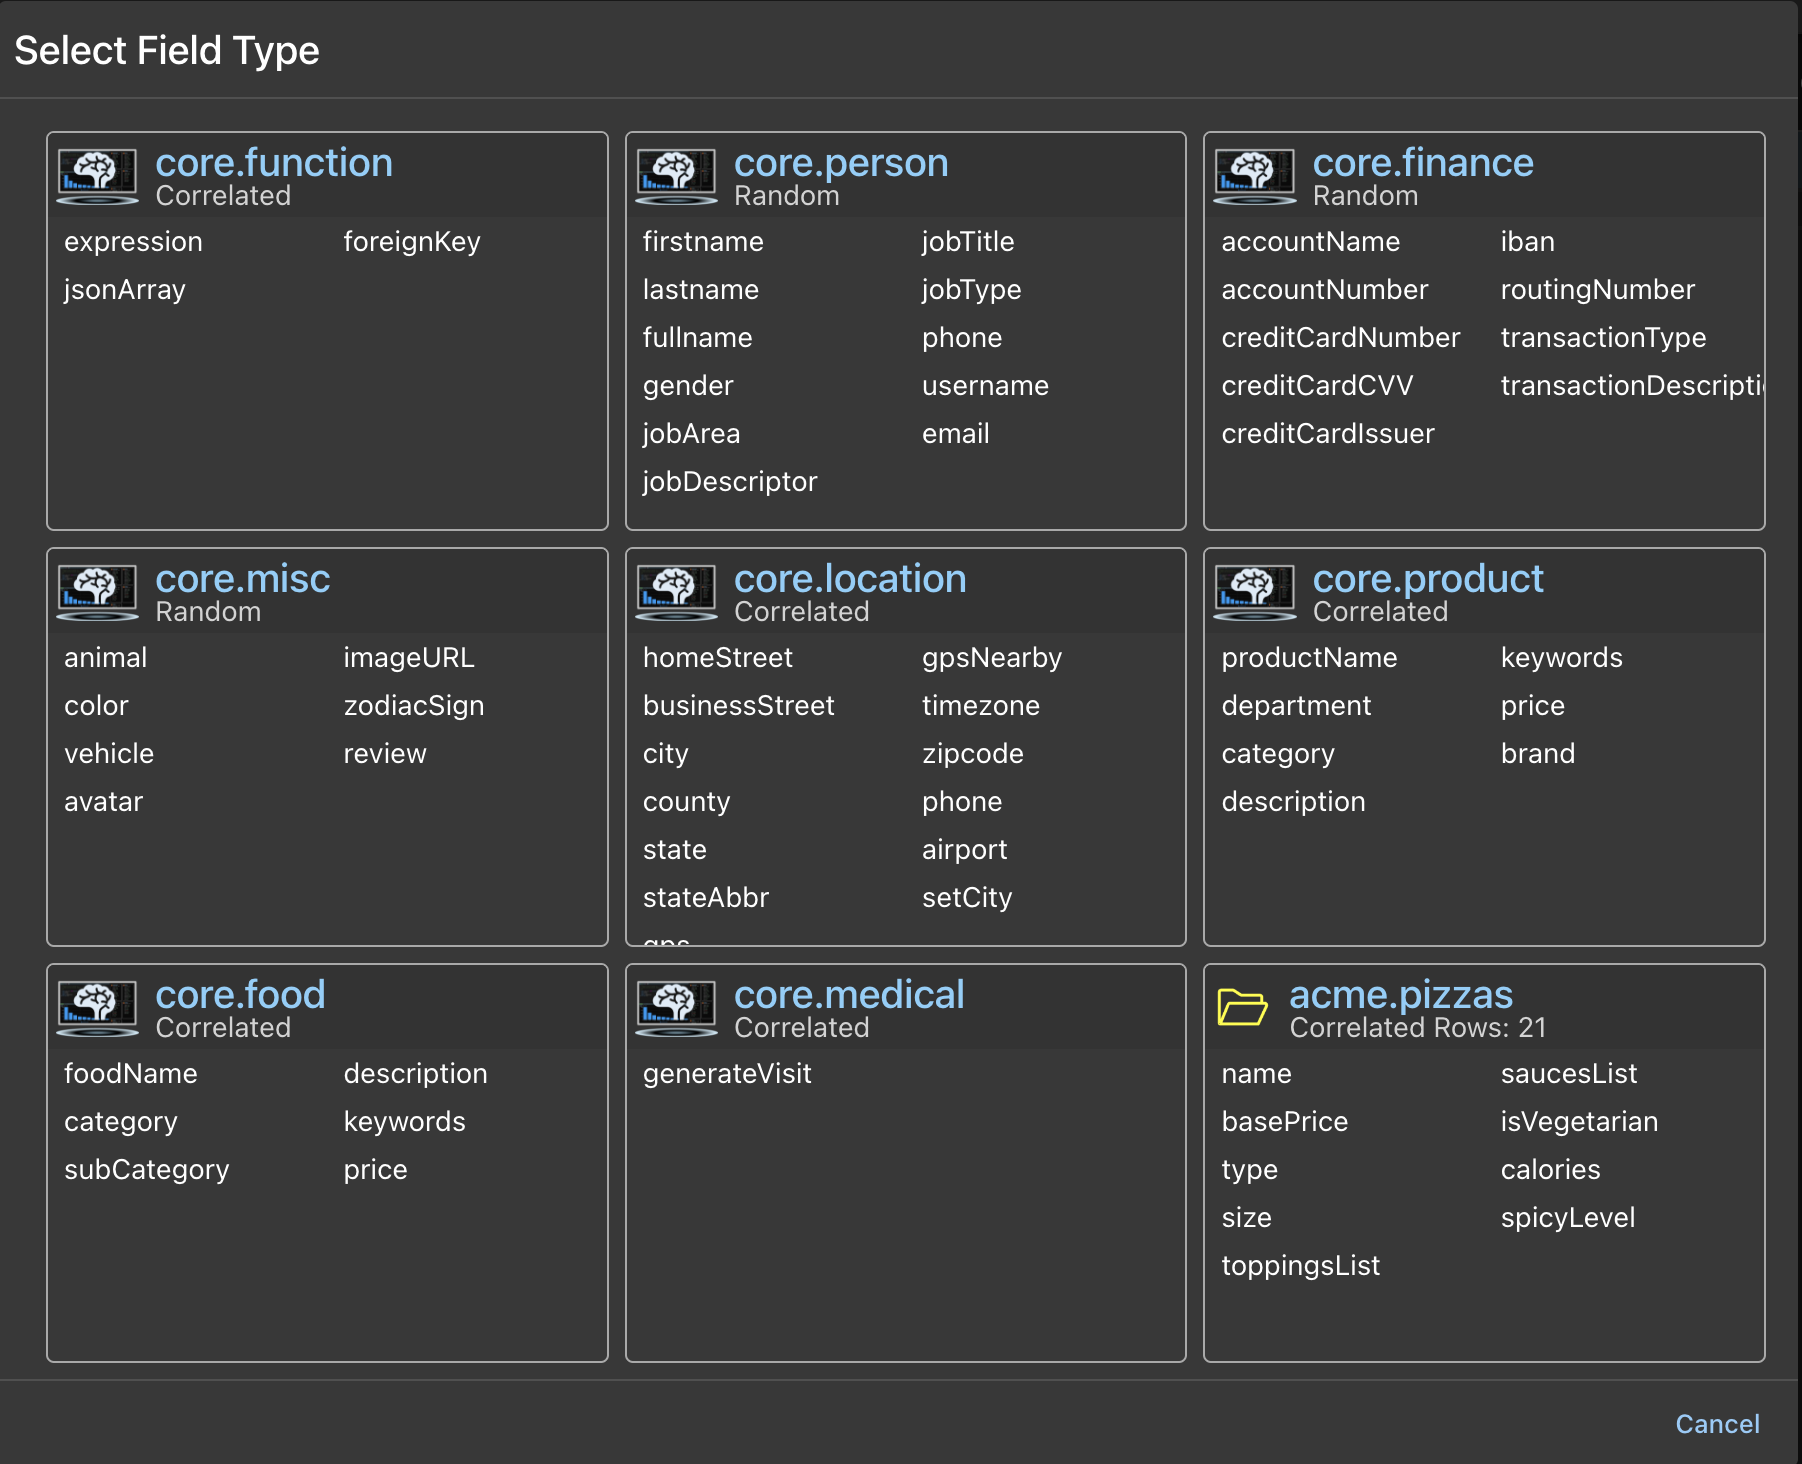 Select Field Type
core.function
Correlated
expression foreignKey
jsonArray
core.person
Random
firstname jobTitle
lastname jobType
fullname phone
gender username
jobArea email
jobDescriptor
core.finance
Random
accountName iban
accountNumber routingNumber
creditCardNumber transactionType
creditCardCVV transactionDescripti
creditCardIssuer
core.misc
Random
animal imageURL
color zodiacSign
vehicle review
avatar
core.location
Correlated
homeStreet gpsNearby
businessStreet timezone
city zipcode
county phone
state airport
stateAbbr setCity
gps
core.product
Correlated
productName keywords
department price
category brand
description
core.food
Correlated
foodName description
category keywords
subCategory price
core.medical
Correlated
generateVisit
acme.pizzas
Correlated Rows: 21
name saucesList
basePrice isVegetarian
type calories
size spicyLevel
toppingsList
Cancel